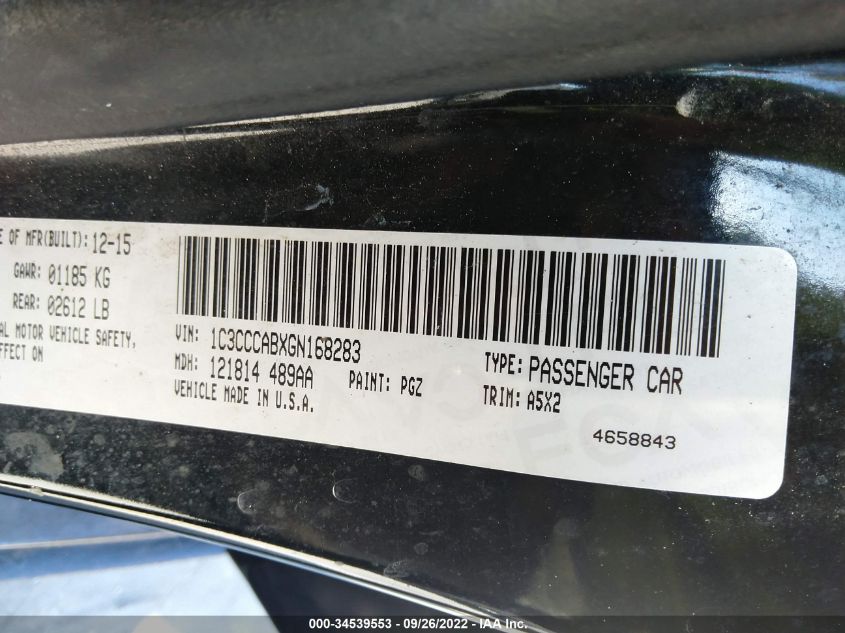 E OF MFR(BUILT): 12-15
GAWR: 01185 KG
REAR: 02612 LB
AL MOTOR VEHICLE SAFETY,
EFFECT ON
VIN: 1C3CCCABXGN168283
MDH: 121814 489AA
PAINT: PGZ
VEHICLE MADE IN U.S.A.
TYPE: PASSENGER CAR
TRIM: A5X2
4658843
000-34539553 - 09/26/2022 - IAA Inc.